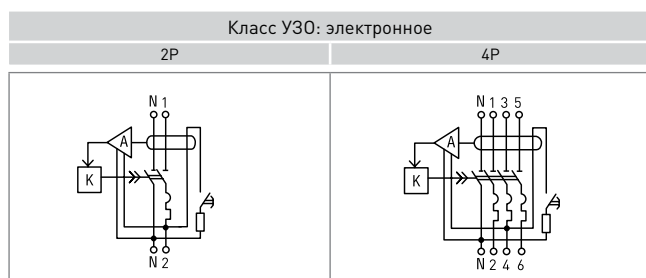 Класс УЗО: электронное
2P 4P
N 1 N 1 3 5
A A
K K
N 2 N 2 4 6